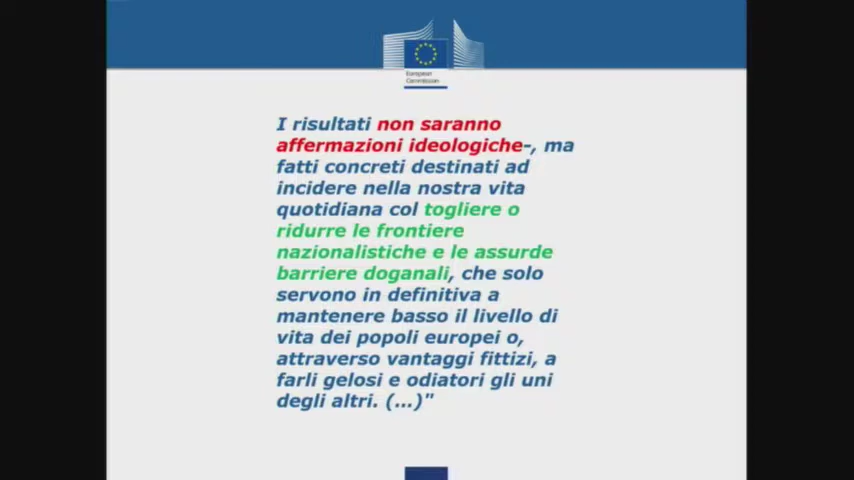 European
Commission
I risultati non saranno
affermazioni ideologiche-, ma
fatti concreti destinati ad
incidere nella nostra vita
quotidiana col togliere o
ridurre le frontiere
nazionalistiche e le assurde
barriere doganali, che solo
servono in definitiva a
mantenere basso il livello di
vita dei popoli europei o,
attraverso vantaggi fittizi, a
farli gelosi e odiatori gli uni
degli altri. (...)"